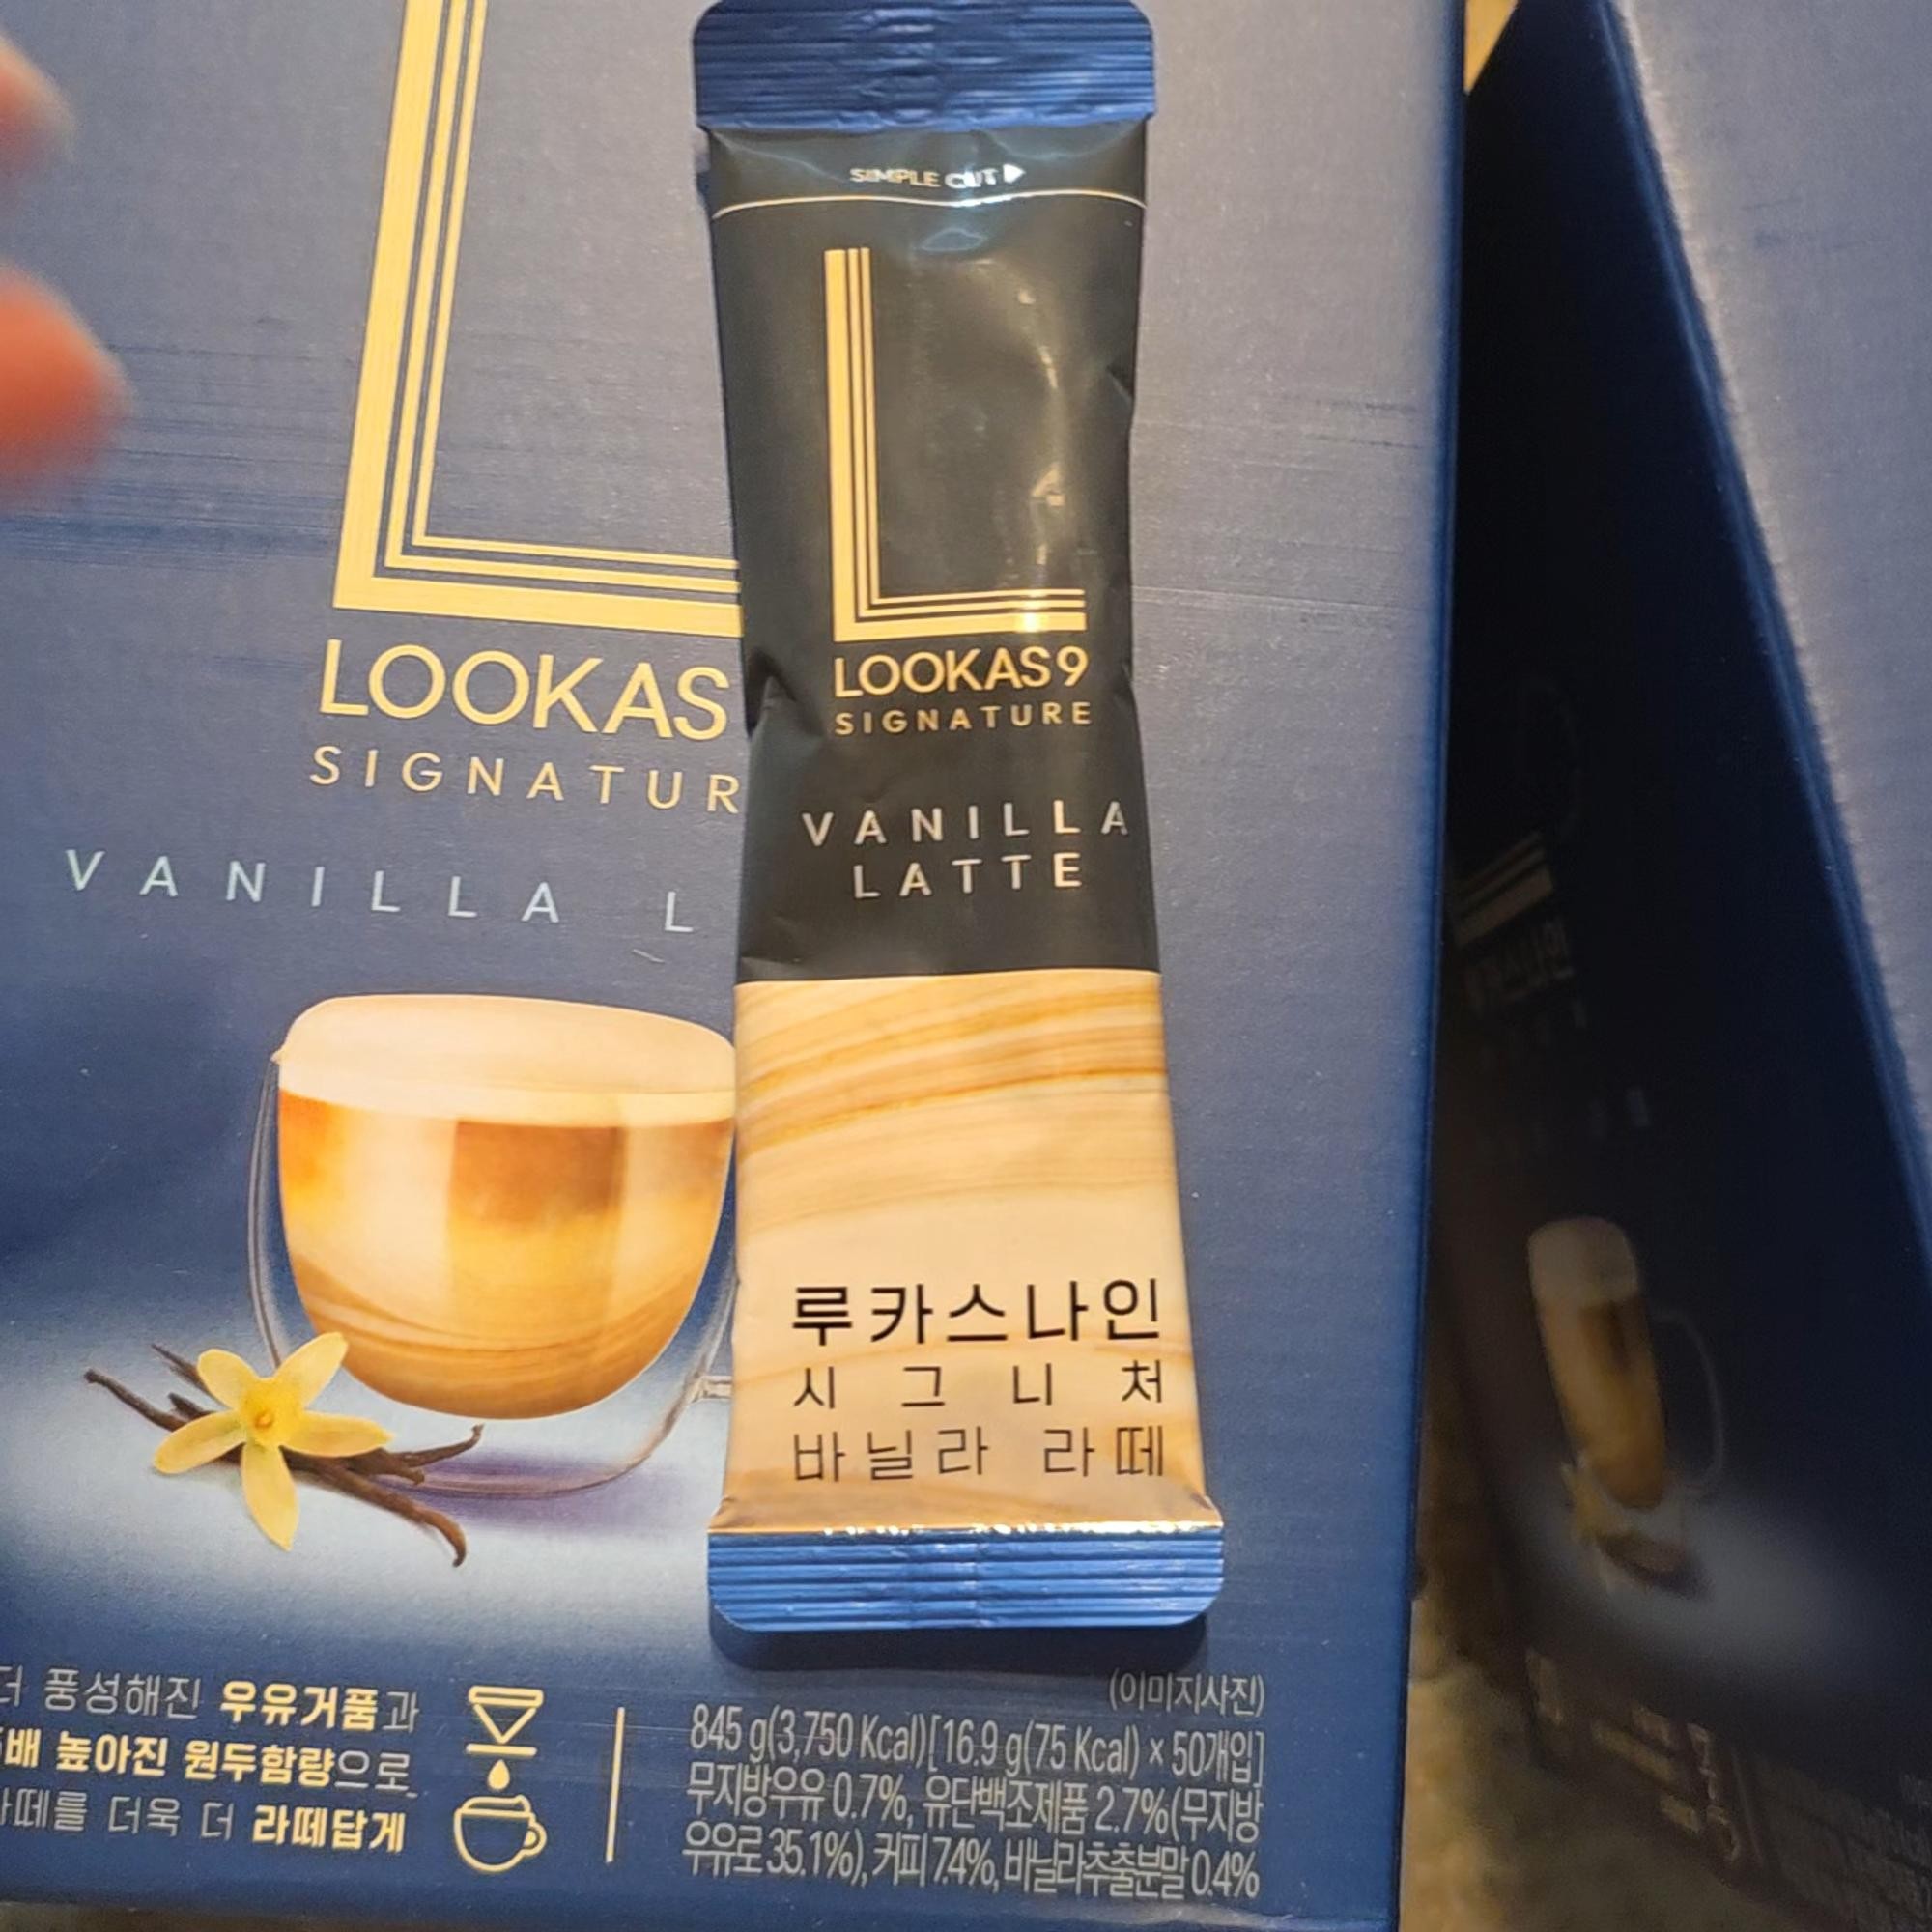 SIMPLE CUT
LOOKAS9
SIGNATURE
VANILLA
LATTE
루카스나인
시그니처
바닐라 라떼
LOOKAS
SIGNATUR
VANILLA L
더 풍성해진 우유거품과
배 높아진 원두함량으로
라떼를 더욱 더 라떼답게
(이미지사진)
845 g(3,750 Kcal)[16.9 g(75 Kcal) × 50개입]
무지방우유 0.7%, 유단백조제품 2.7%(무지방
우유로 35.1%), 커피 7.4%, 바닐라추출분말 0.4%